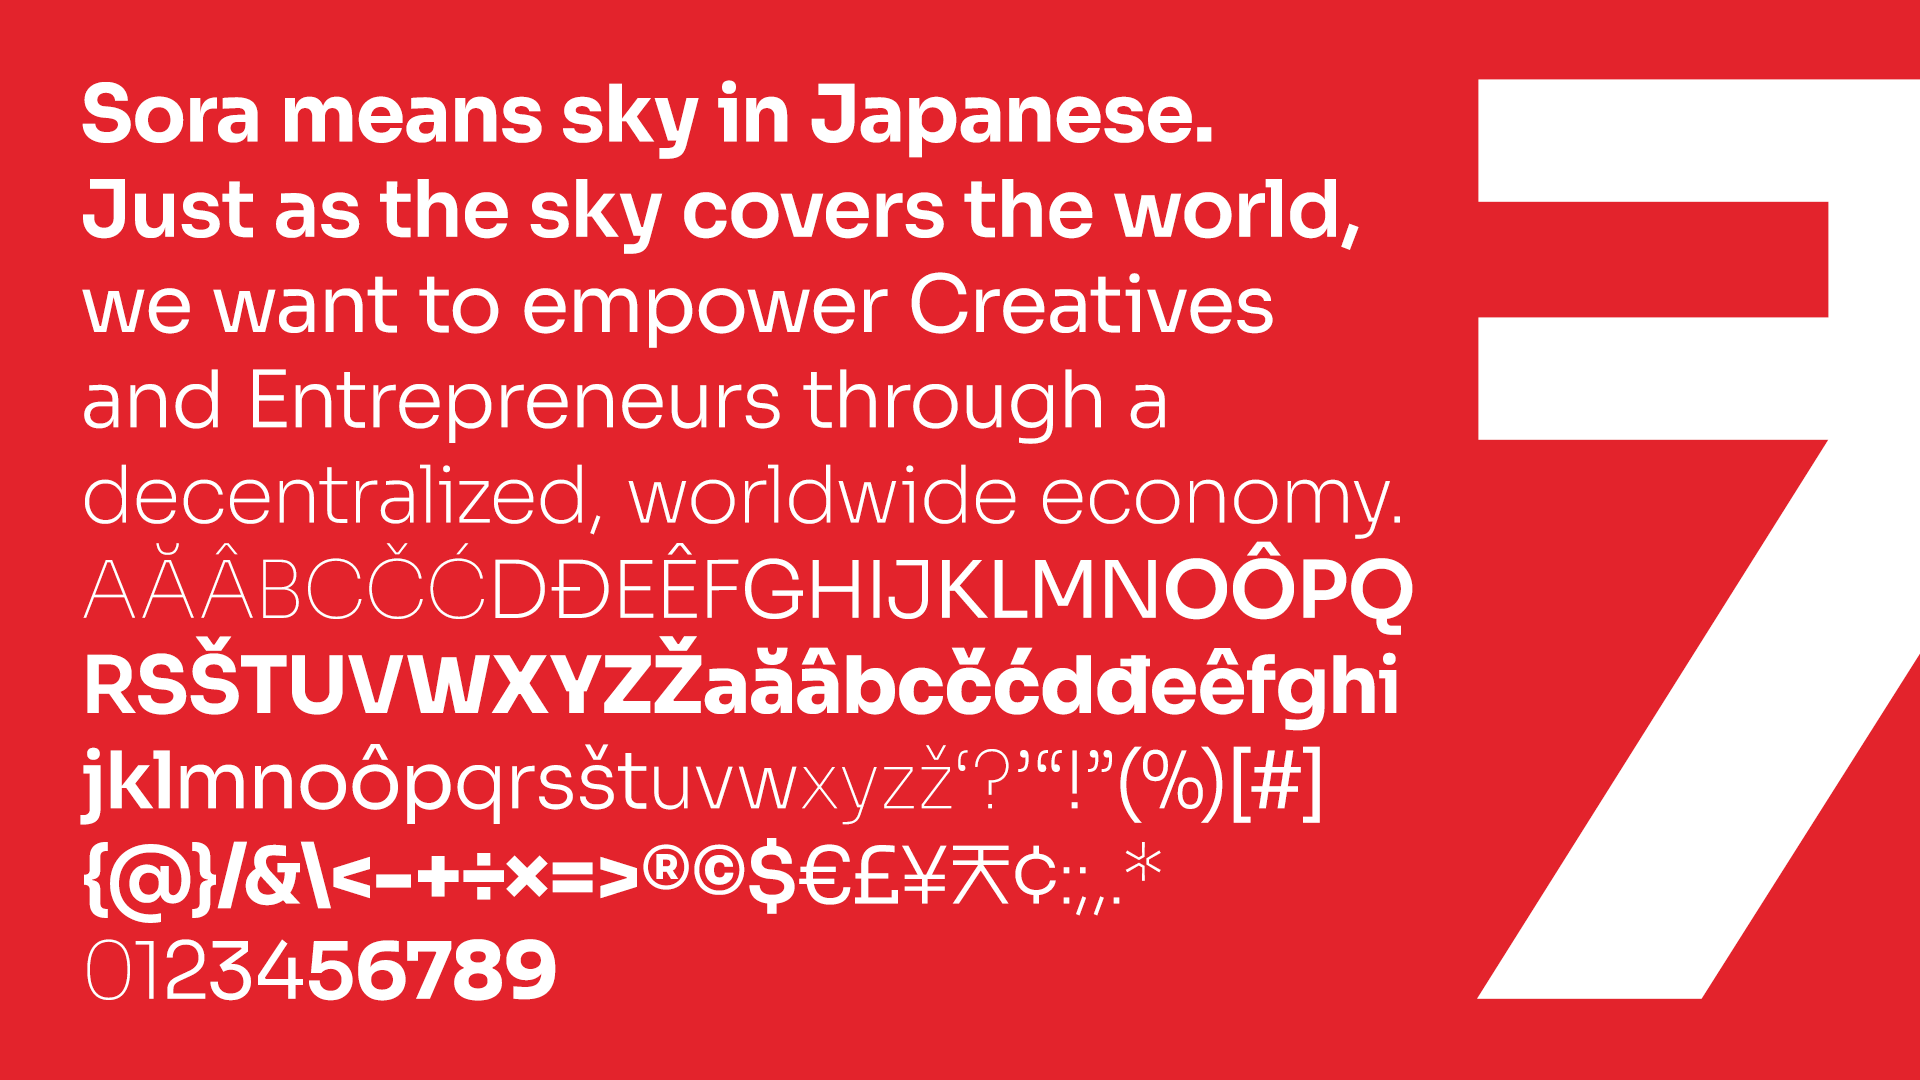 Sora means sky in Japanese.
Just as the sky covers the world,
we want to empower Creatives
and Entrepreneurs through a
decentralized, worldwide economy.
AĂÂBCČĆDĐEÊFGHIJKLMNOÔPQ
RSŠTUVWXYZŽaăâbcčćdđeêfghi
jklmnoôpqrsštuvwxyzž‘?’“!”(%)[#]
{@}/&\<-+÷×=>®©$€£¥天¢:;,.*
0123456789